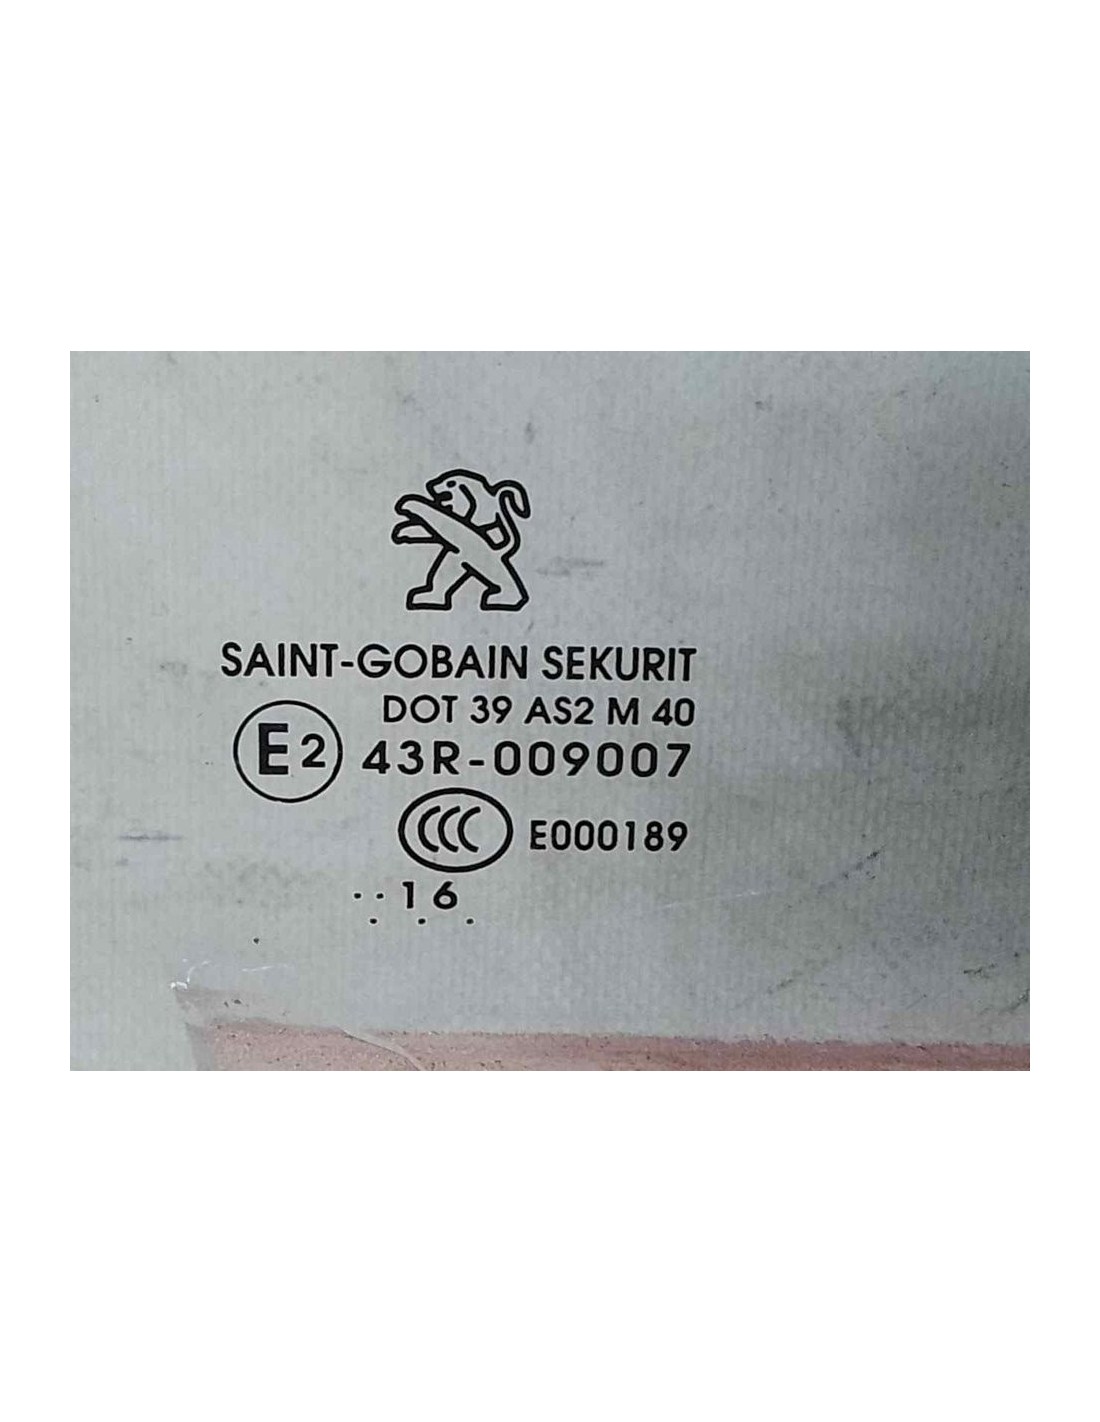 SAINT-GOBAIN SEKURIT
DOT 39 AS2 M 40
E2 43R-009007
CCC E000189
··16
. . .